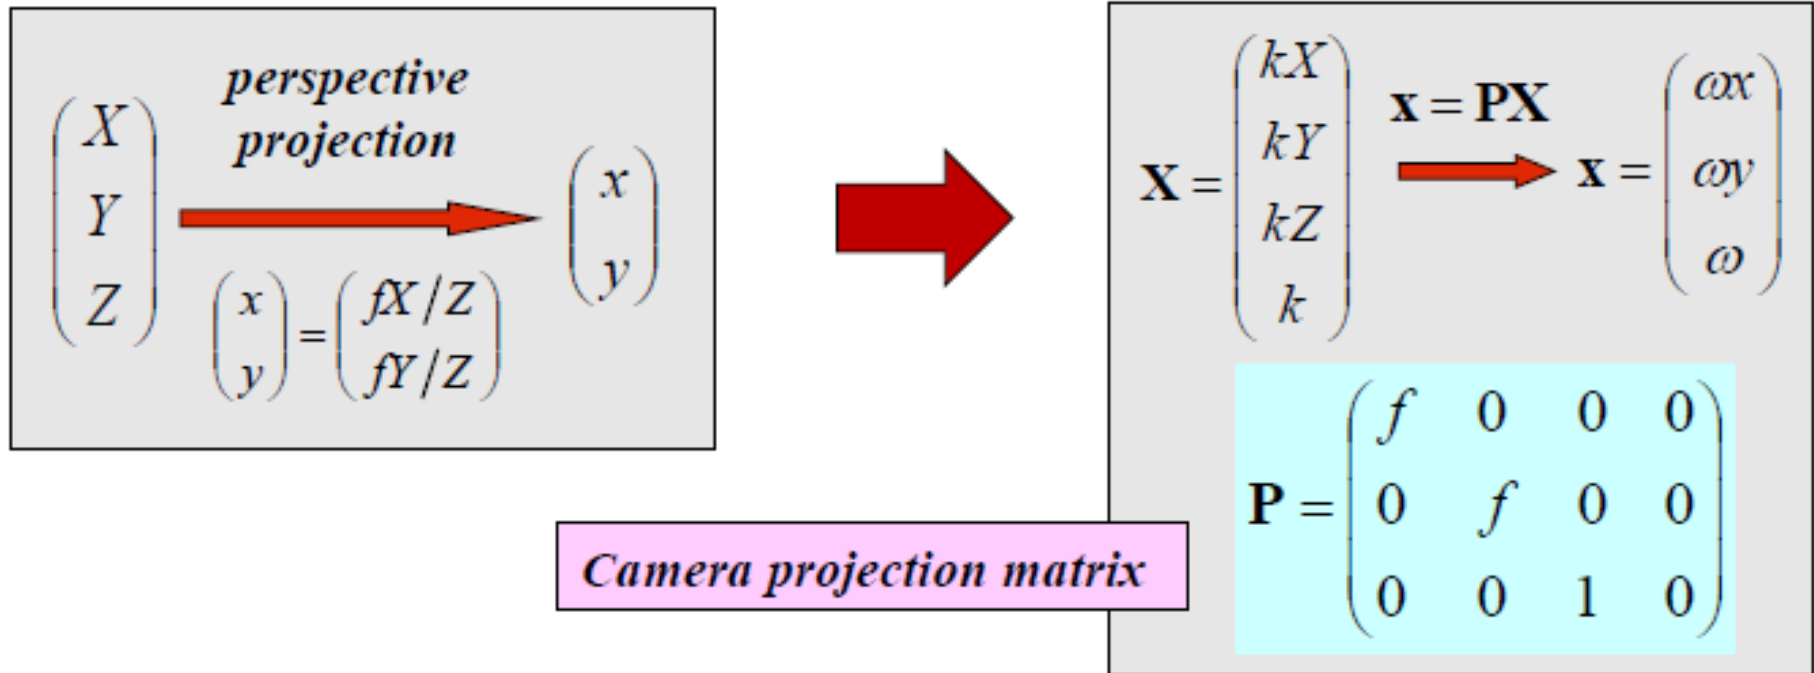 perspective
projection
(X Y Z)
(x y)
(x y) = (fX/Z fY/Z)
X = (kX kY kZ k)
x = PX
x = (ωx ωy ω)
P = (f 0 0 0
0 f 0 0
0 0 1 0)
Camera projection matrix